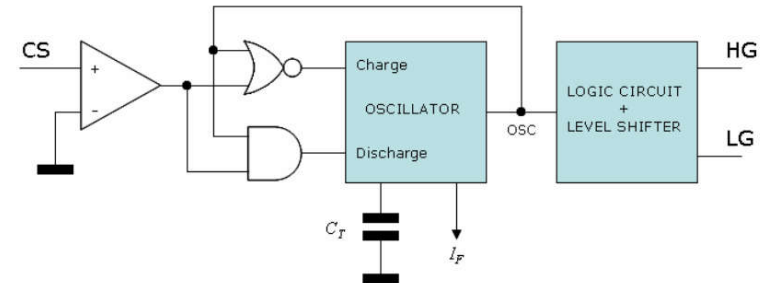 CS
+
-
Charge
OSCILLATOR
Discharge
OSC
LOGIC CIRCUIT
+
LEVEL SHIFTER
HG
LG
C_T
I_F